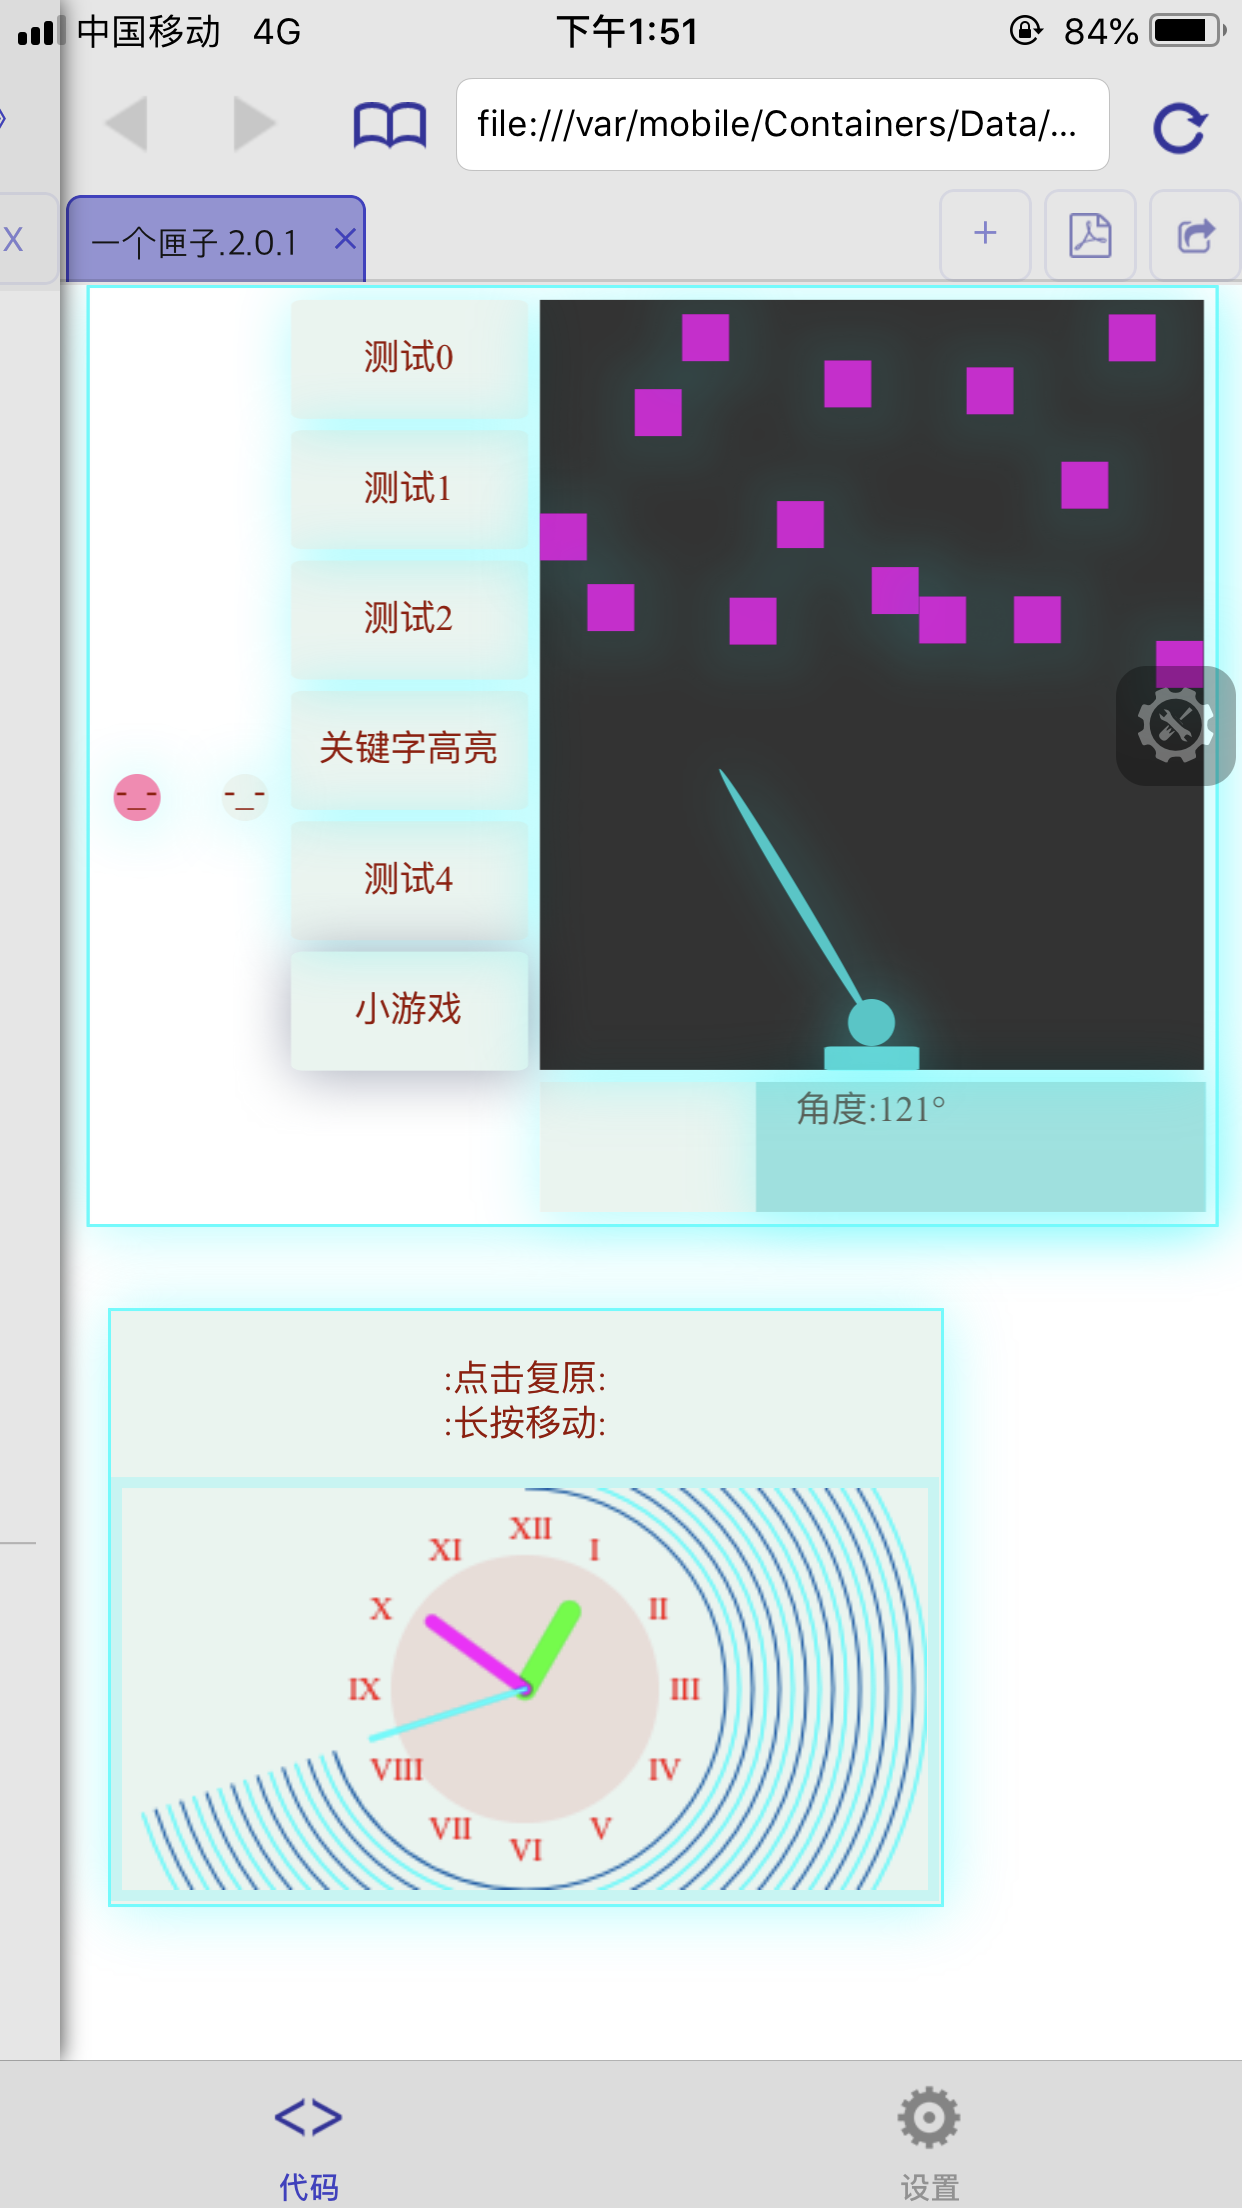 中国移动 4G 下午1:51 84%
file:///var/mobile/Containers/Data/...
X 一个匣子.2.0.1 × +
测试0
测试1
测试2
关键字高亮
-_- -_-
测试4
小游戏
角度:121°
:点击复原:
:长按移动:
XII
XI I
X II
IX III
VIII IV
VII V
VI
<> 
代码 设置